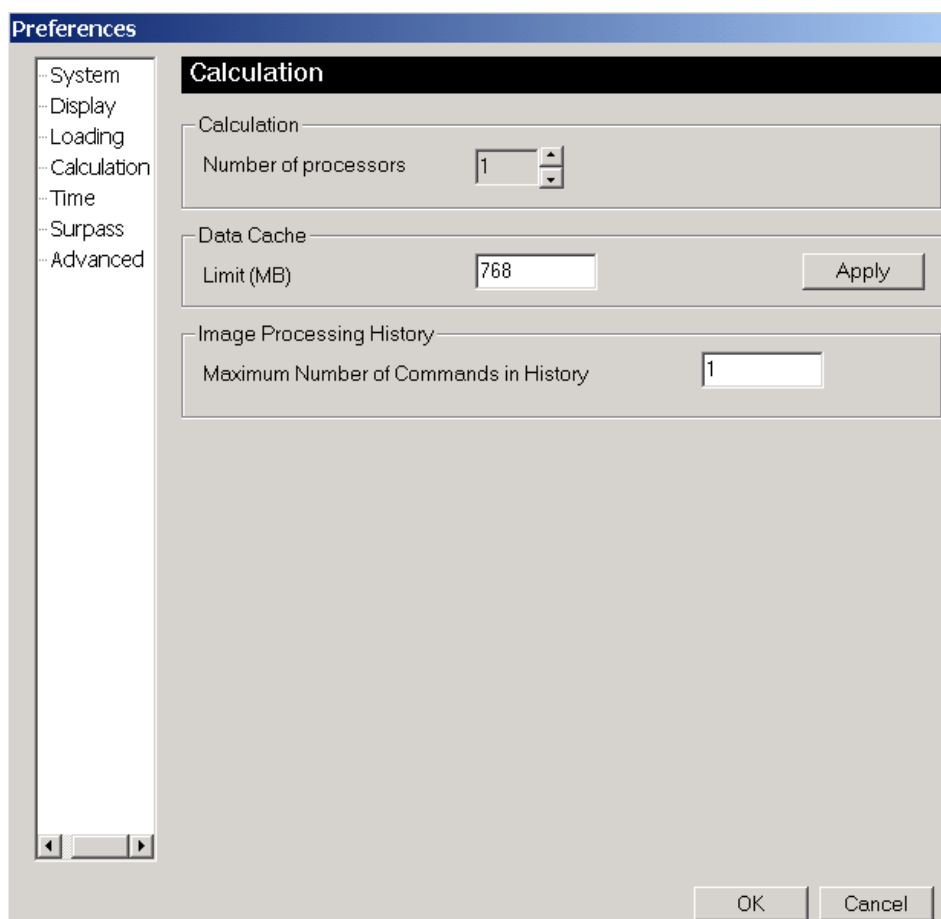 Preferences
System
Display
Loading
Calculation
Time
Surpass
Advanced
Calculation
Calculation
Number of processors 1
Data Cache
Limit (MB) 768 Apply
Image Processing History
Maximum Number of Commands in History 1
OK Cancel